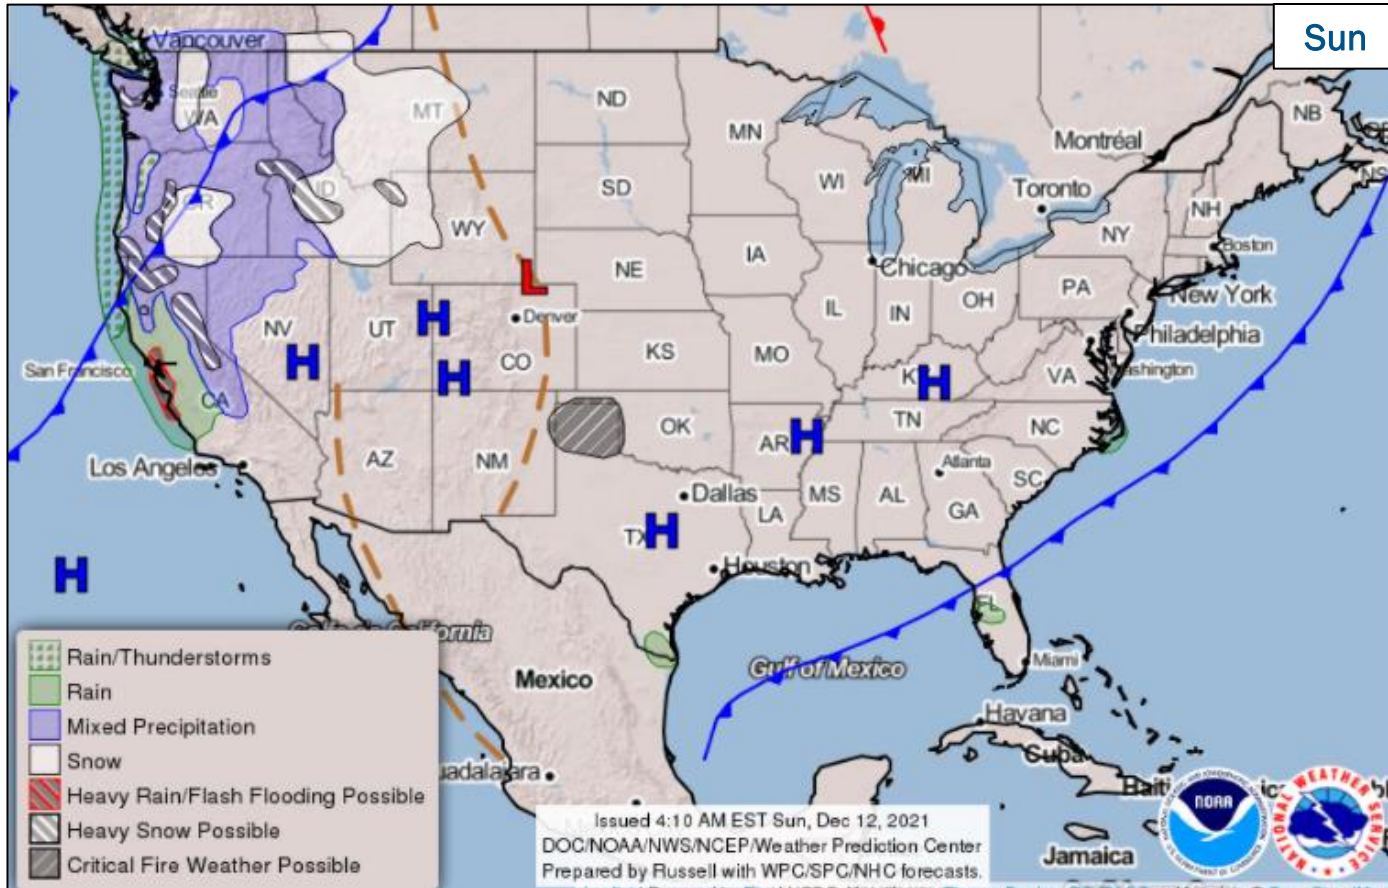 Sun
Vancouver
Seattle
WA
MT
ND
MN
Montréal
NB
NS
OR
ID
SD
WI
MI
Toronto
NH
WY
NY
Boston
IA
NE
Chicago
PA
New York
L
H
Denver
NV
UT
IL
IN
OH
Philadelphia
San Francisco
H
H
CO
KS
MO
H
VA
Washington
CA
AZ
NM
OK
AR
H
TN
NC
Los Angeles
Atlanta
SC
Dallas
LA
MS
AL
GA
TX
H
Houston
H
FL
Mexico
Gulf of Mexico
Miami
Havana
Cuba
Jamaica
Rain/Thunderstorms
Rain
Mixed Precipitation
Snow
Heavy Rain/Flash Flooding Possible
Heavy Snow Possible
Critical Fire Weather Possible
Issued 4:10 AM EST Sun, Dec 12, 2021
DOC/NOAA/NWS/NCEP/Weather Prediction Center
Prepared by Russell with WPC/SPC/NHC forecasts.
NOAA
NATIONAL WEATHER SERVICE